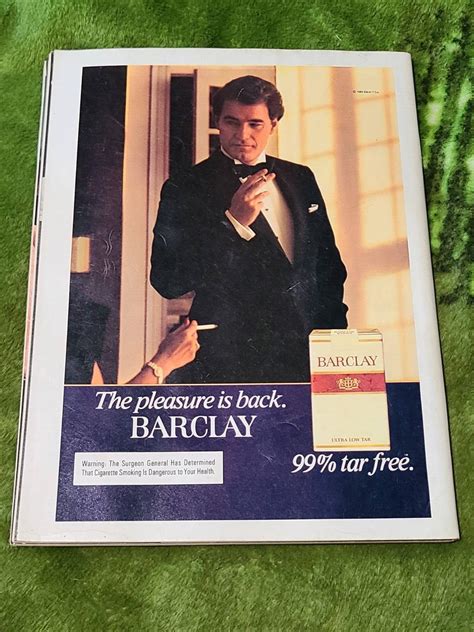 The pleasure is back.
BARCLAY
Warning: The Surgeon General Has Determined
That Cigarette Smoking Is Dangerous to Your Health.
BARCLAY
ULTRA LOW TAR
99% tar free.